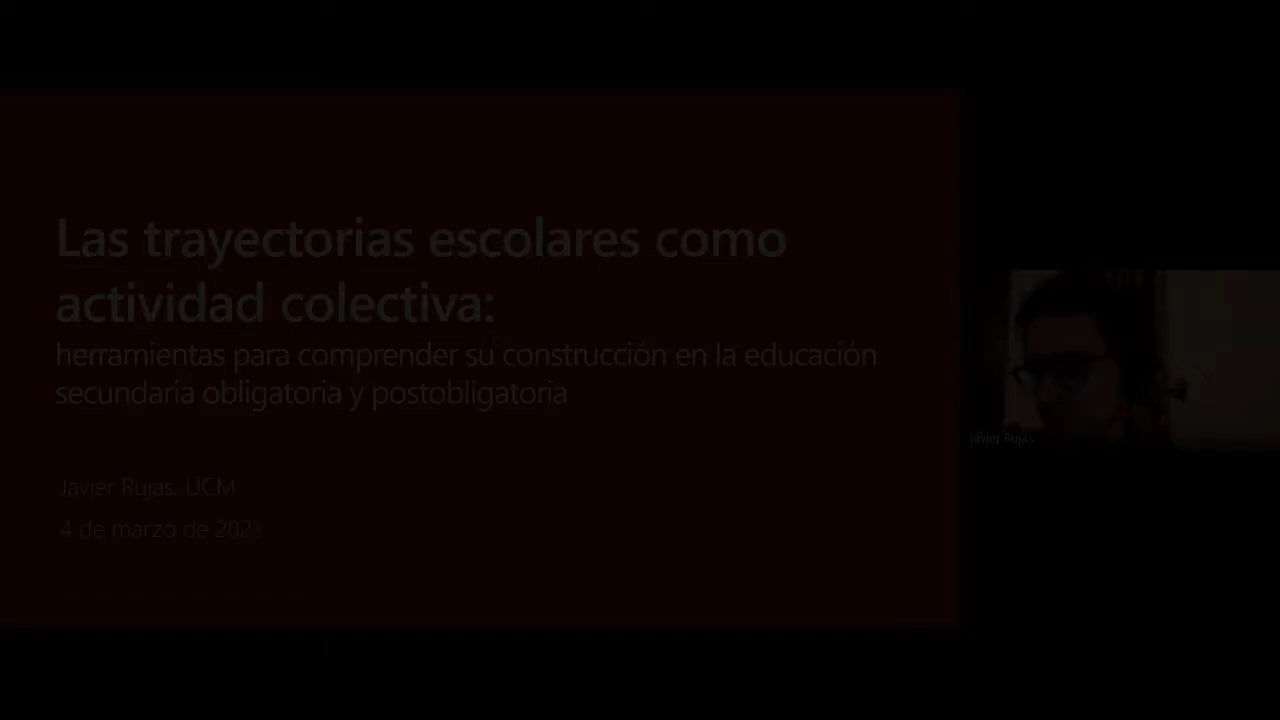 Las trayectorias escolares como
actividad colectiva:
herramientas para comprender su construcción en la educación
secundaria obligatoria y postobligatoria
Javier Rujas. UCM
4 de marzo de 2021
Javier Rujas